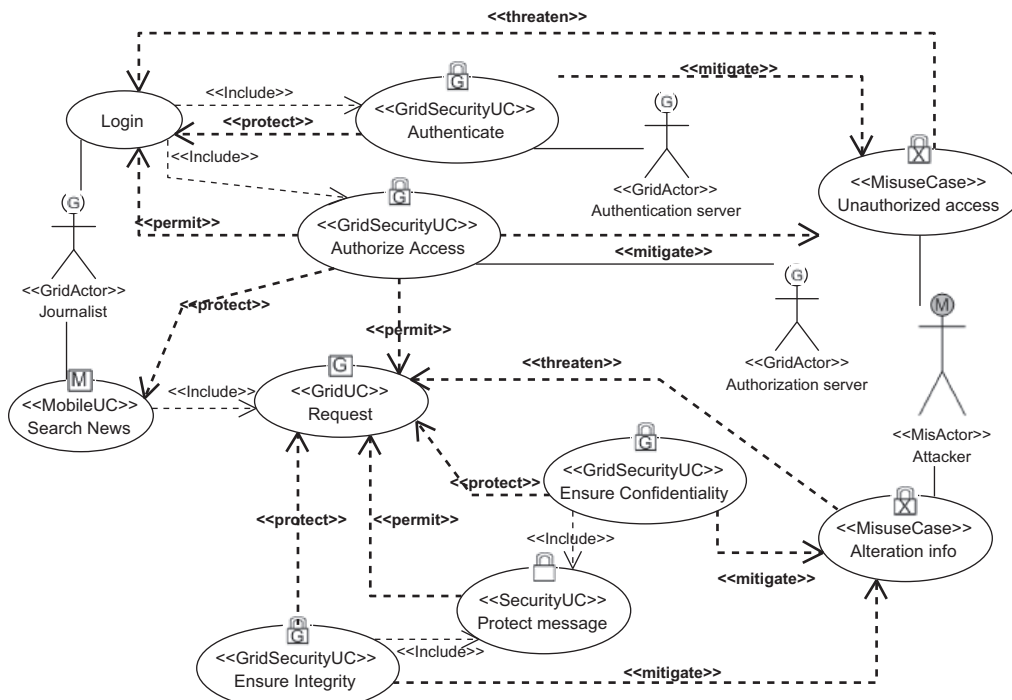 <<threaten>>
G
<<mitigate>>
<<Include>>
<<GridSecurityUC>>
Authenticate
Login
<<protect>>
G
<<Include>>
X
<<MisuseCase>>
Unauthorized access
<<GridActor>>
Authentication server
G
G
<<permit>>
<<GridSecurityUC>>
Authorize Access
<<mitigate>>
G
<<GridActor>>
Journalist
<<protect>>
M
<<permit>>
<<GridActor>>
Authorization server
<<threaten>>
M
<<MobileUC>>
Search News
<<Include>>
G
<<GridUC>>
Request
<<MisActor>>
Attacker
G
<<GridSecurityUC>>
Ensure Confidentiality
<<protect>>
<<protect>>
<<permit>>
X
<<MisuseCase>>
Alteration info
<<Include>>
<<mitigate>>
<<SecurityUC>>
Protect message
G
<<GridSecurityUC>>
Ensure Integrity
<<Include>>
<<mitigate>>